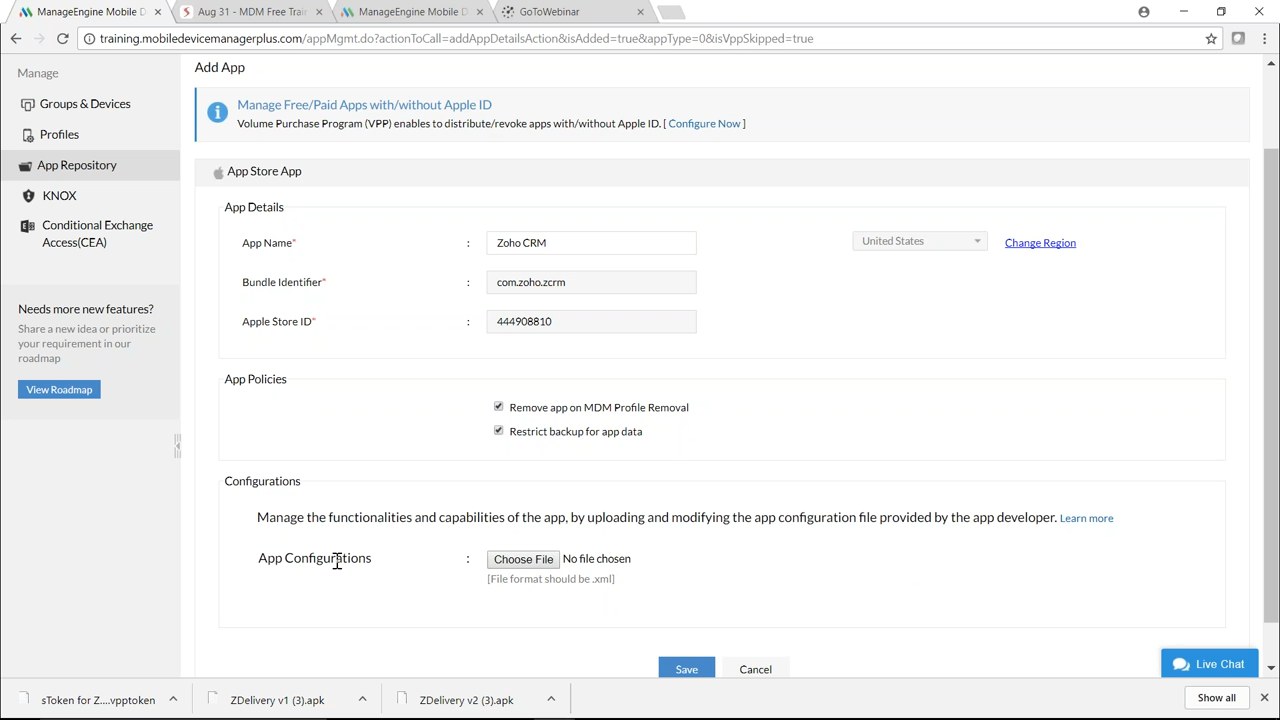 ManageEngine Mobile D
Aug 31 - MDM Free Train
ManageEngine Mobile D
GoToWebinar
training.mobiledevicemanagerplus.com/appMgmt.do?actionToCall=addAppDetailsAction&isAdded=true&appType=0&isVppSkipped=true
Manage
Groups & Devices
Profiles
App Repository
KNOX
Conditional Exchange
Access(CEA)
Needs more new features?
Share a new idea or prioritize
your requirement in our
roadmap
View Roadmap
Add App
Manage Free/Paid Apps with/without Apple ID
Volume Purchase Program (VPP) enables to distribute/revoke apps with/without Apple ID. [ Configure Now ]
App Store App
App Details
App Name* : Zoho CRM United States Change Region
Bundle Identifier* : com.zoho.zcrm
Apple Store ID* : 444908810
App Policies
Remove app on MDM Profile Removal
Restrict backup for app data
Configurations
Manage the functionalities and capabilities of the app, by uploading and modifying the app configuration file provided by the app developer. Learn more
App Configurations : Choose File No file chosen
[File format should be .xml]
Save Cancel
Live Chat
sToken for Z....vpptoken
ZDelivery v1 (3).apk
ZDelivery v2 (3).apk
Show all